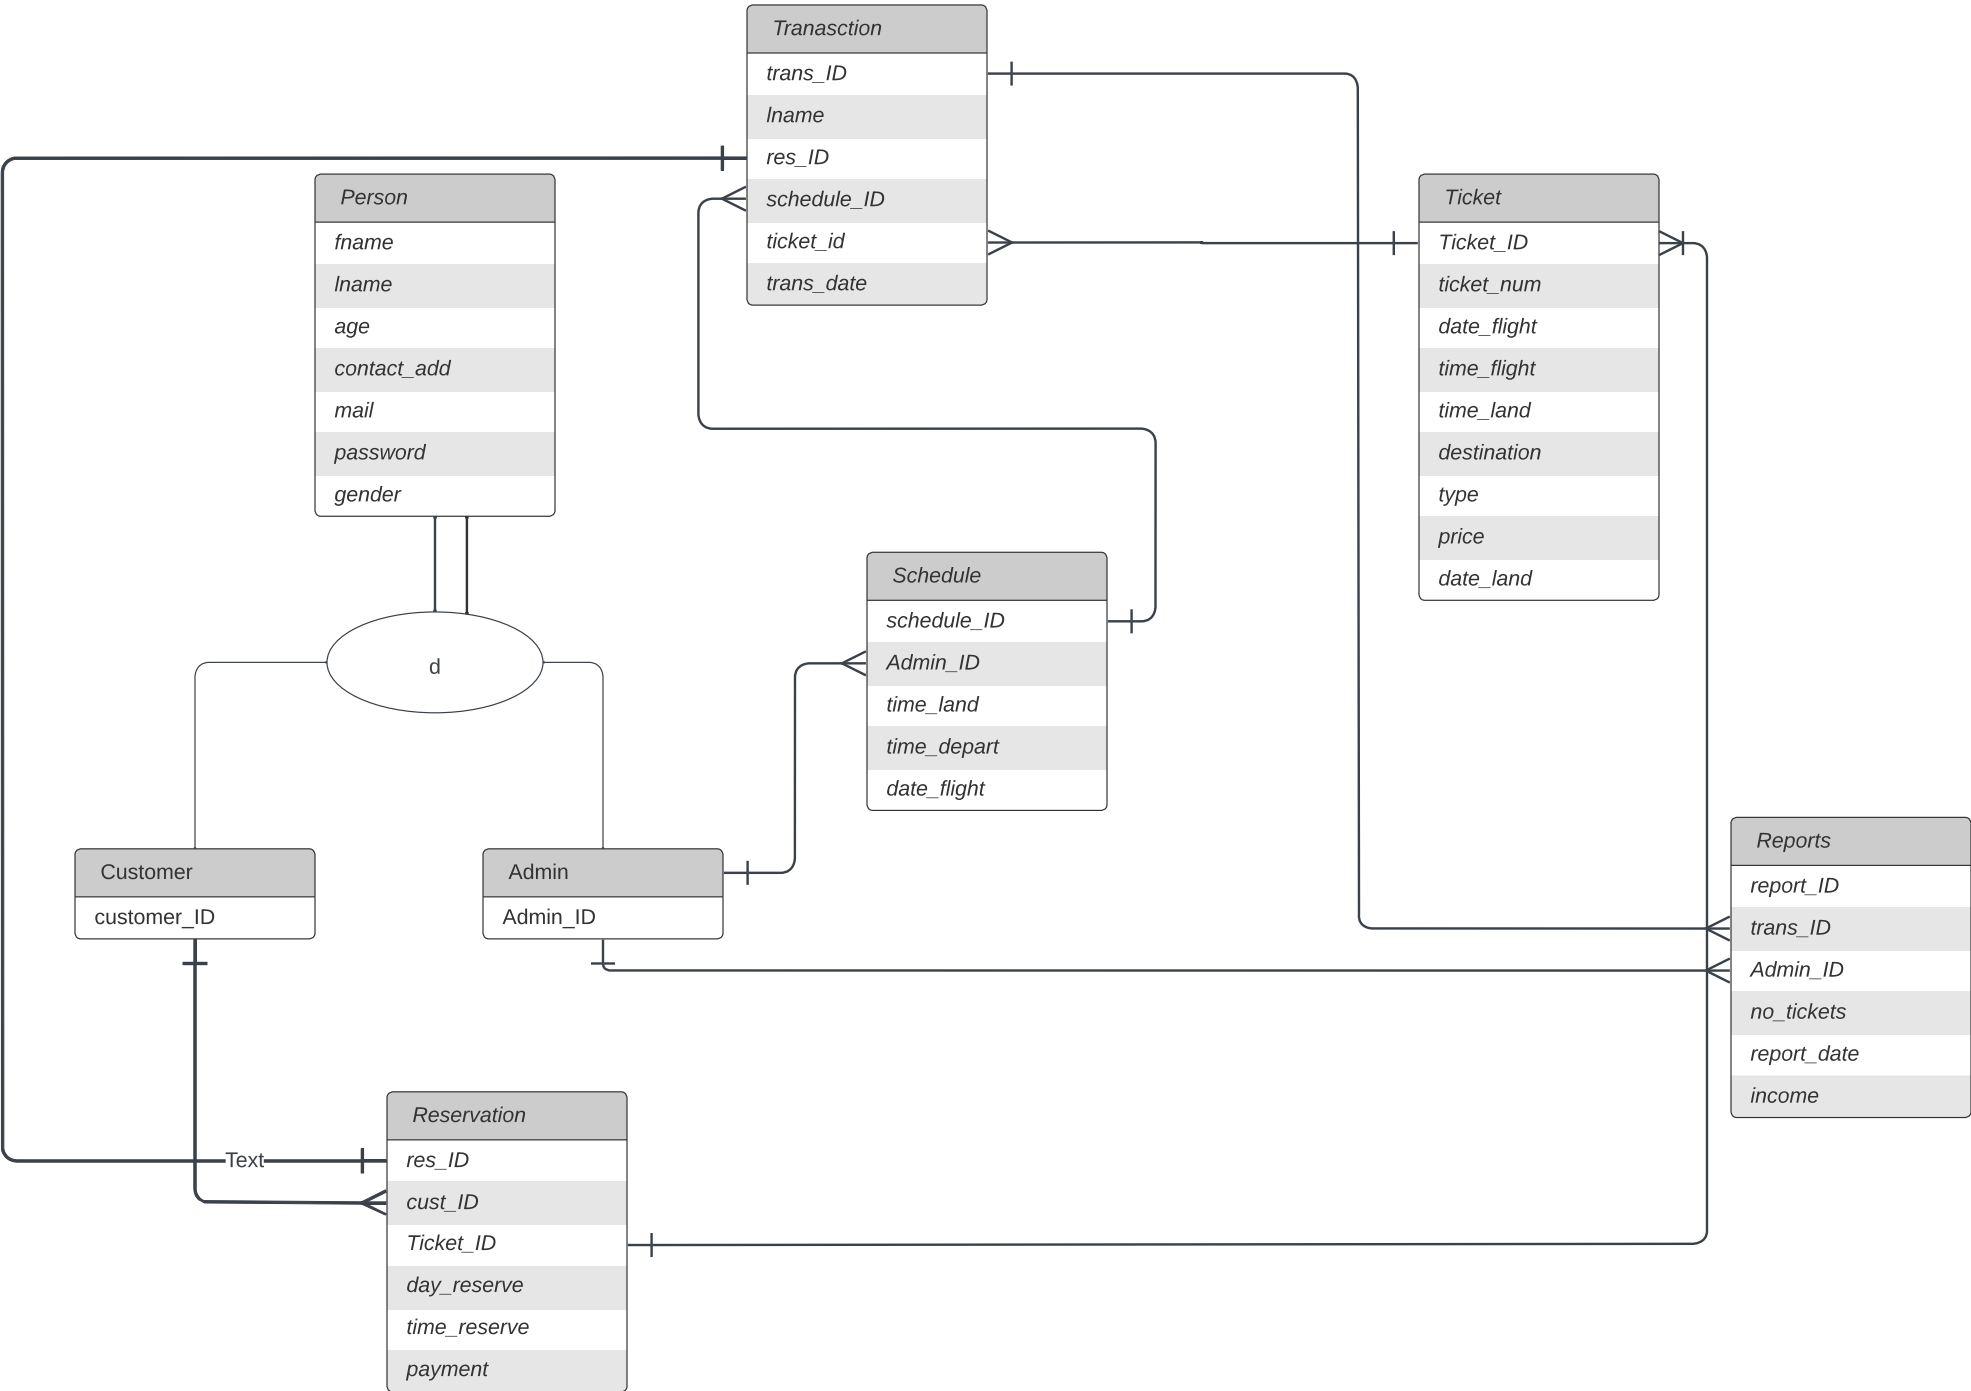 Tranasction
trans_ID
lname
res_ID
schedule_ID
ticket_id
trans_date
Person
fname
lname
age
contact_add
mail
password
gender
Ticket
Ticket_ID
ticket_num
date_flight
time_flight
time_land
destination
type
price
date_land
d
Schedule
schedule_ID
Admin_ID
time_land
time_depart
date_flight
Customer
customer_ID
Admin
Admin_ID
Reports
report_ID
trans_ID
Admin_ID
no_tickets
report_date
income
Text
Reservation
res_ID
cust_ID
Ticket_ID
day_reserve
time_reserve
payment